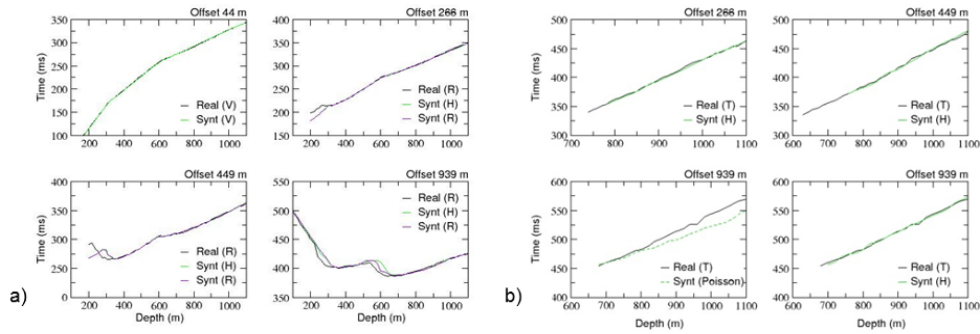 Offset 44 m
350
300
250
200
150
100
Time (ms)
200 400 600 800 1000
Real (V)
Synt (V)
Offset 266 m
400
350
300
250
200
150
200 400 600 800 1000
Real (R)
Synt (H)
Synt (R)
Offset 449 m
400
350
300
250
0
Time (ms)
200 400 600 800 1000
Depth (m)
Real (R)
Synt (H)
Synt (R)
Offset 939 m
550
500
450
400
350
200 400 600 800 1000
Depth (m)
Real (R)
Synt (H)
Synt (R)
a)
Offset 266 m
500
450
400
350
300
Time (ms)
600 700 800 900 1000 1100
Real (T)
Synt (H)
Offset 449 m
500
450
400
350
300
600 700 800 900 1000 1100
Real (T)
Synt (H)
Offset 939 m
600
550
500
450
400
Time (ms)
600 700 800 900 1000 1100
Depth (m)
Real (T)
Synt (Poisson)
Offset 939 m
600
550
500
450
400
600 700 800 900 1000 1100
Depth (m)
Real (T)
Synt (H)
b)